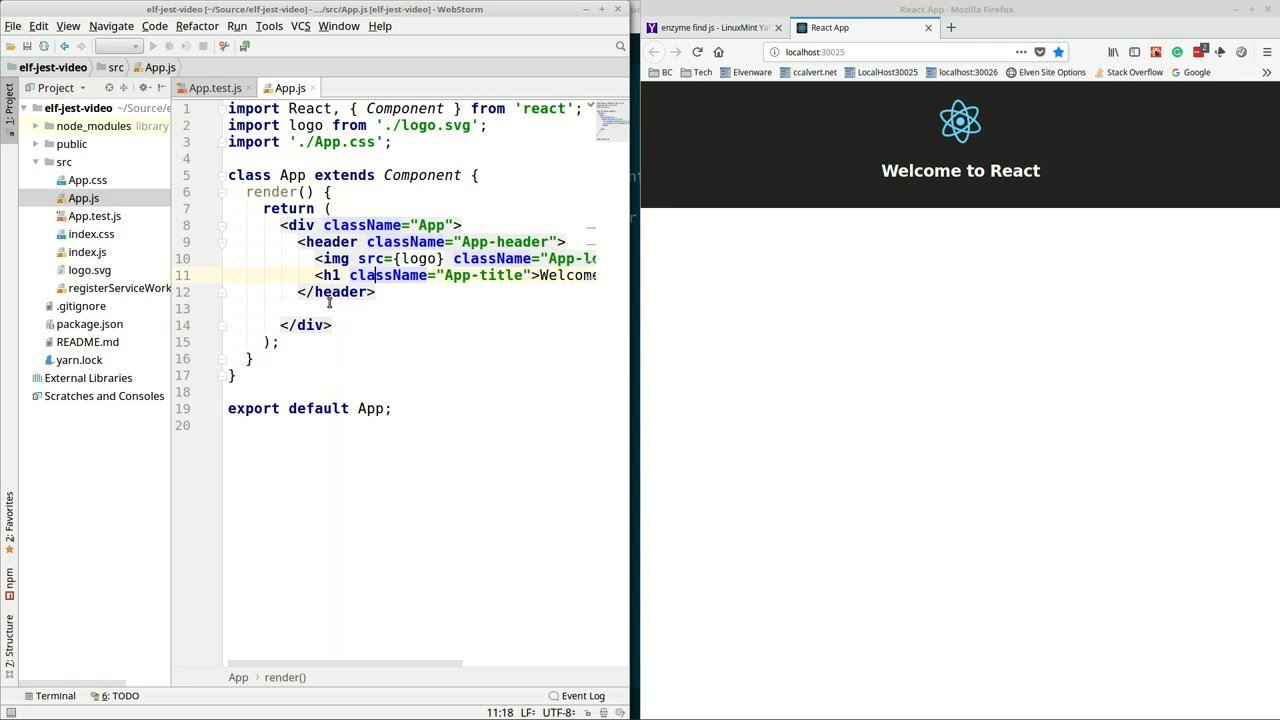 elf-jest-video [~/Source/elf-jest-video] - .../src/App.js [elf-jest-video] - WebStorm
File Edit View Navigate Code Refactor Run Tools VCS Window Help
elf-jest-video src App.js
1: Project
Project
elf-jest-video ~/Source/e
node_modules library
public
src
App.css
App.js
App.test.js
index.css
index.js
logo.svg
registerServiceWork
.gitignore
package.json
README.md
yarn.lock
External Libraries
Scratches and Consoles
2: Favorites
npm
7: Structure
App.test.js App.js
1 import React, { Component } from 'react';
2 import logo from './logo.svg';
3 import './App.css';
4
5 class App extends Component {
6 render() {
7 return (
8 <div className="App">
9 <header className="App-header">
10 <img src={logo} className="App-lo
11 <h1 className="App-title">Welcome
12 </header>
13
14 </div>
15 );
16 }
17 }
18
19 export default App;
20
App render()
Terminal 6: TODO Event Log
11:18 LF UTF-8
React App - Mozilla Firefox
enzyme find js - LinuxMint Ya React App
localhost:30025
2
BC Tech Elvenware ccalvert.net LocalHost30025 localhost:30026 Elven Site Options Stack Overflow Google
Welcome to React